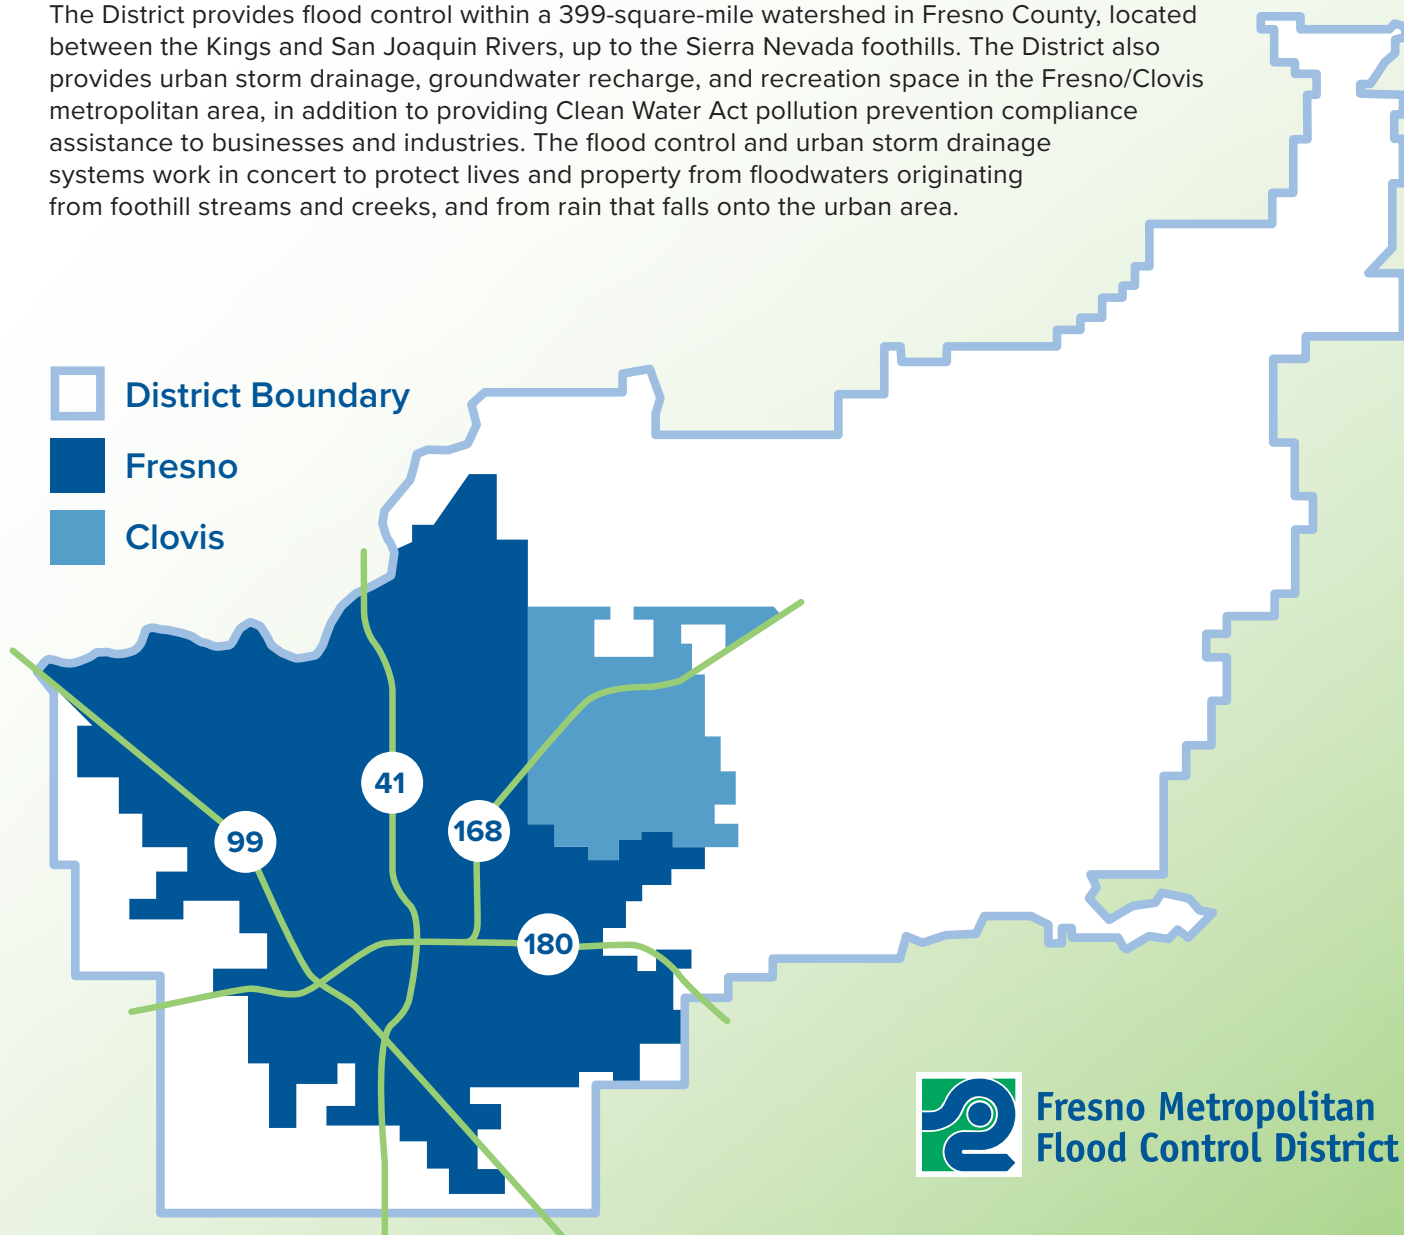 The District provides flood control within a 399-square-mile watershed in Fresno County, located
between the Kings and San Joaquin Rivers, up to the Sierra Nevada foothills. The District also
provides urban storm drainage, groundwater recharge, and recreation space in the Fresno/Clovis
metropolitan area, in addition to providing Clean Water Act pollution prevention compliance
assistance to businesses and industries. The flood control and urban storm drainage
systems work in concert to protect lives and property from floodwaters originating
from foothill streams and creeks, and from rain that falls onto the urban area.
District Boundary
Fresno
Clovis
41
168
99
180
Fresno Metropolitan
Flood Control District